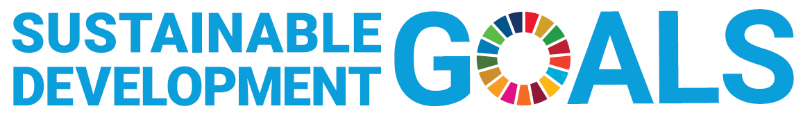 SUSTAINABLE
DEVELOPMENT
GOALS